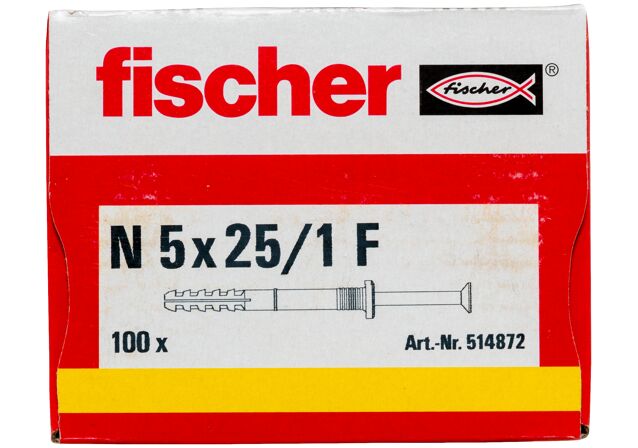 fischer
fischer ®
N 5 x 25/1 F
100 x
Art.-Nr. 514872